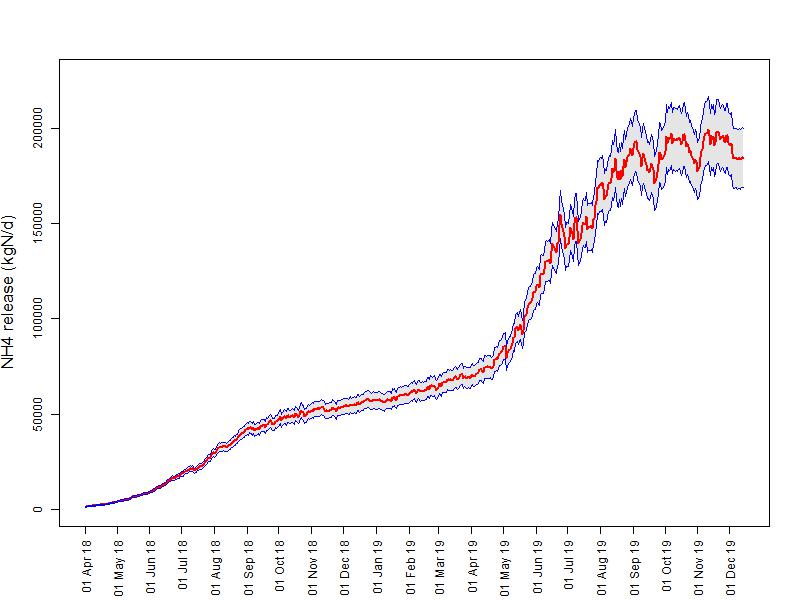 NH4 release (kgN/d)
200000
150000
100000
50000
0
01 Apr 18
01 May 18
01 Jun 18
01 Jul 18
01 Aug 18
01 Sep 18
01 Oct 18
01 Nov 18
01 Dec 18
01 Jan 19
01 Feb 19
01 Mar 19
01 Apr 19
01 May 19
01 Jun 19
01 Jul 19
01 Aug 19
01 Sep 19
01 Oct 19
01 Nov 19
01 Dec 19